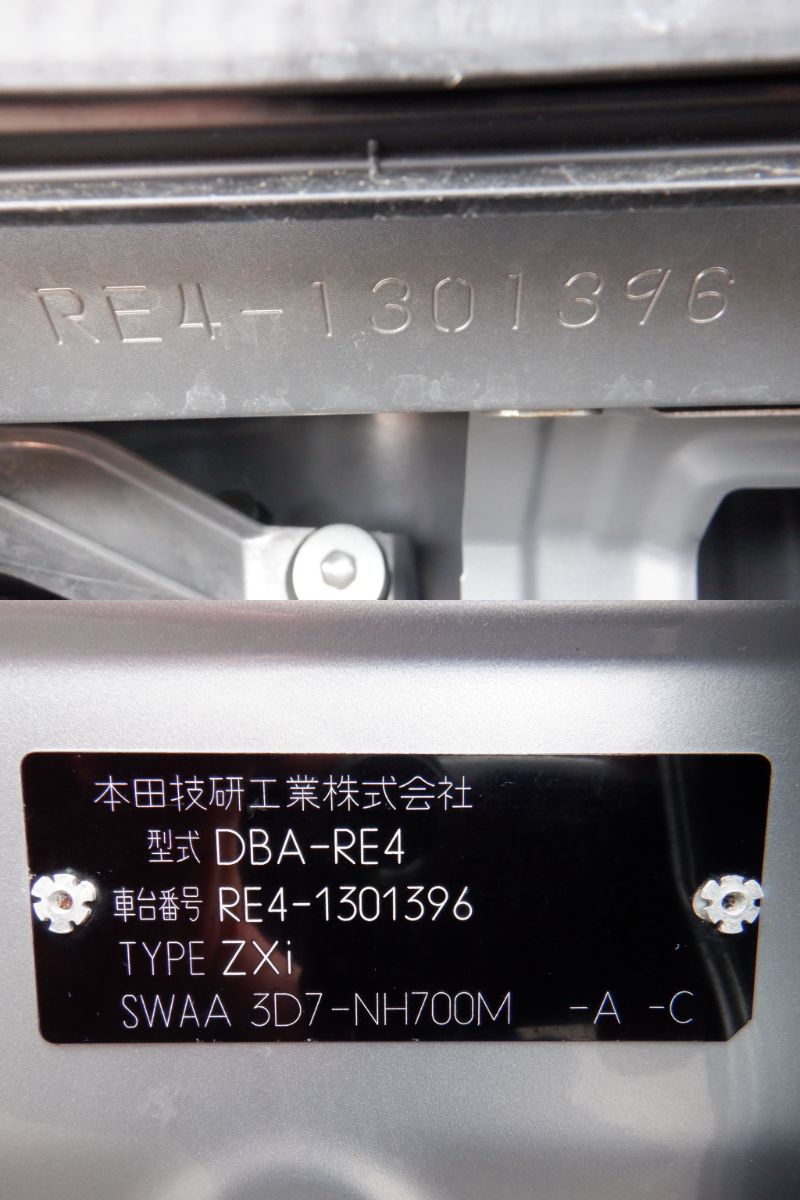 RE4-1301396
本田技研工業株式会社
型式 DBA-RE4
車台番号 RE4-1301396
TYPE ZXi
SWAA 3D7-NH700M -A -C